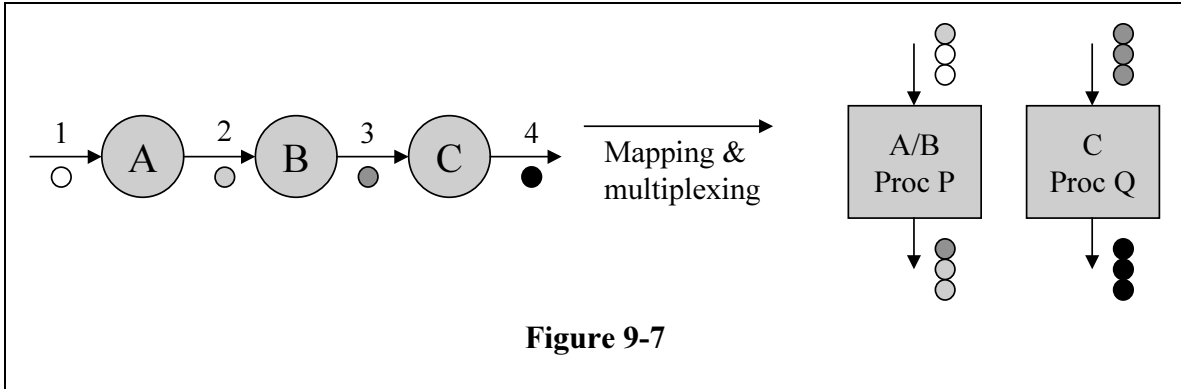 1
A
2
B
3
C
4
Mapping &
multiplexing
A/B
Proc P
C
Proc Q
Figure 9-7